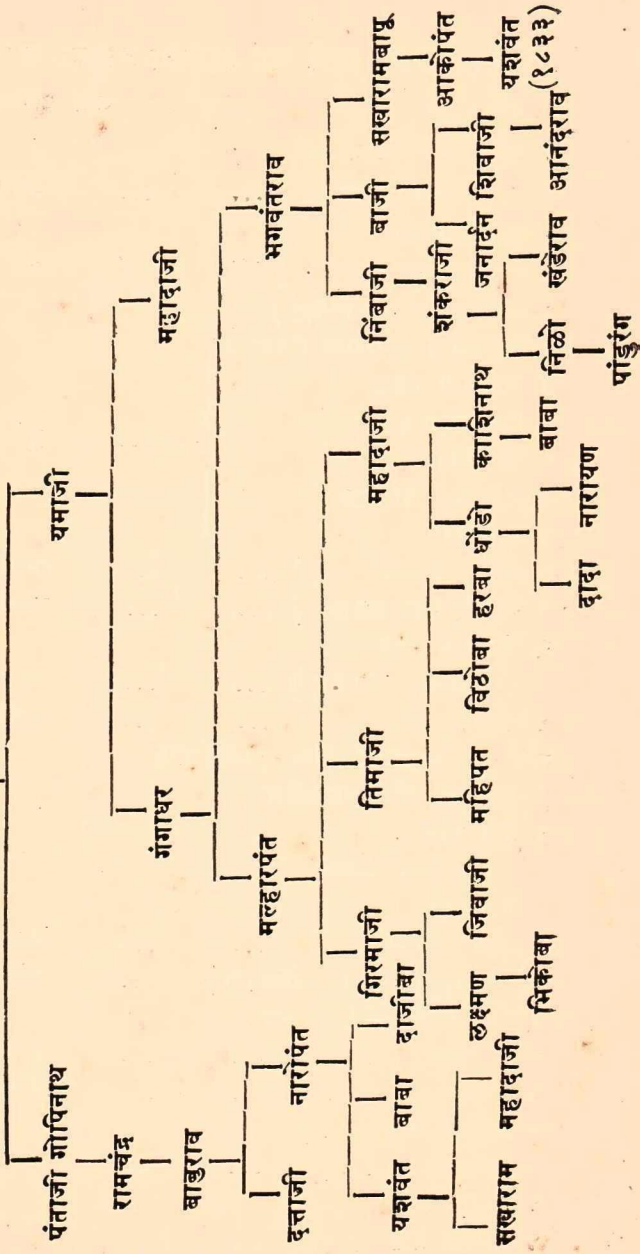 पंताजी गोपिनाथ यमाजी
रामचंद्र गंगाधर महादाजी
बाबुराव
दत्ताजी नारोपंत मल्हारपंत भगवंतराव
यशवंत बाबा दाजीबा गिरमाजी तिमाजी महादाजी निंबाजी बाजी सखारामबापू
सखाराम महादाजी लक्ष्मण जिवाजी महिपत विठोबा हरबा धोंडो काशिनाथ शंकराजी जनार्दन शिवाजी आकोपंत
भिकोबा दादा नारायण बाबा निळो खंडेराव आनंदराव यशवंत
(१८३३)
पांडुरंग